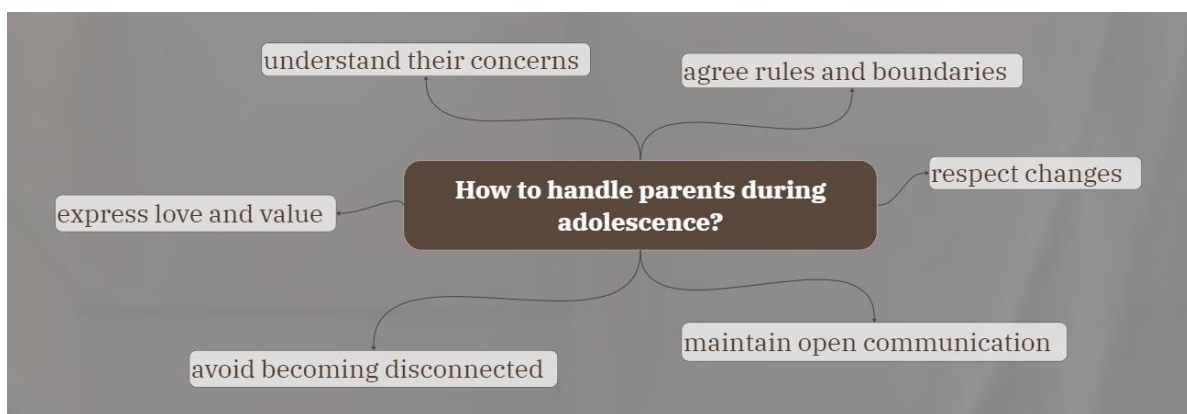 understand their concerns
agree rules and boundaries
respect changes
How to handle parents during
adolescence?
express love and value
maintain open communication
avoid becoming disconnected